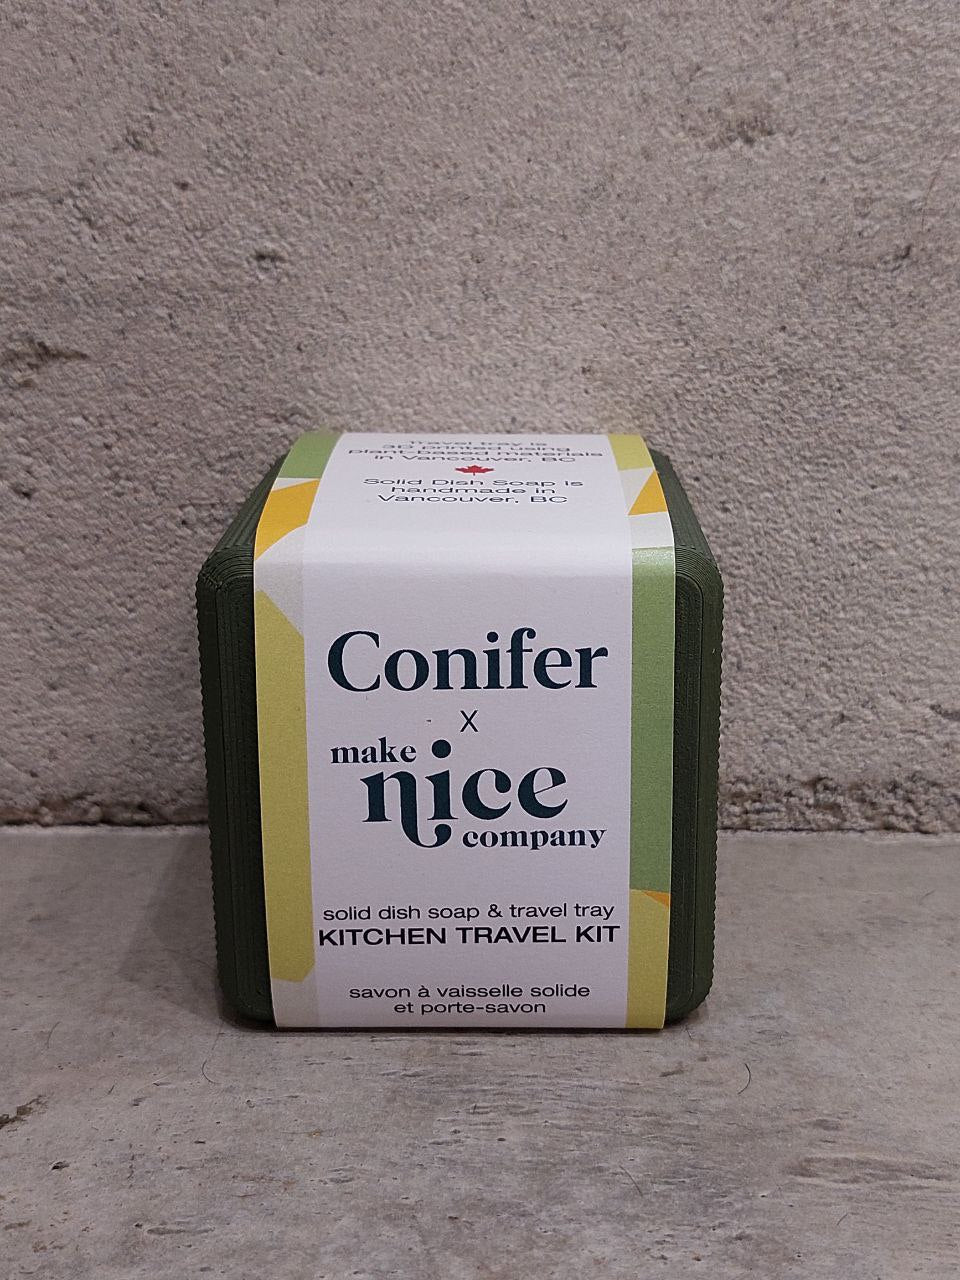 Travel tray is
3D printed using
plant-based materials
in Vancouver, BC
Solid Dish Soap is
handmade in
Vancouver, BC
Conifer
x
make
nice
company
solid dish soap & travel tray
KITCHEN TRAVEL KIT
savon à vaisselle solide
et porte-savon